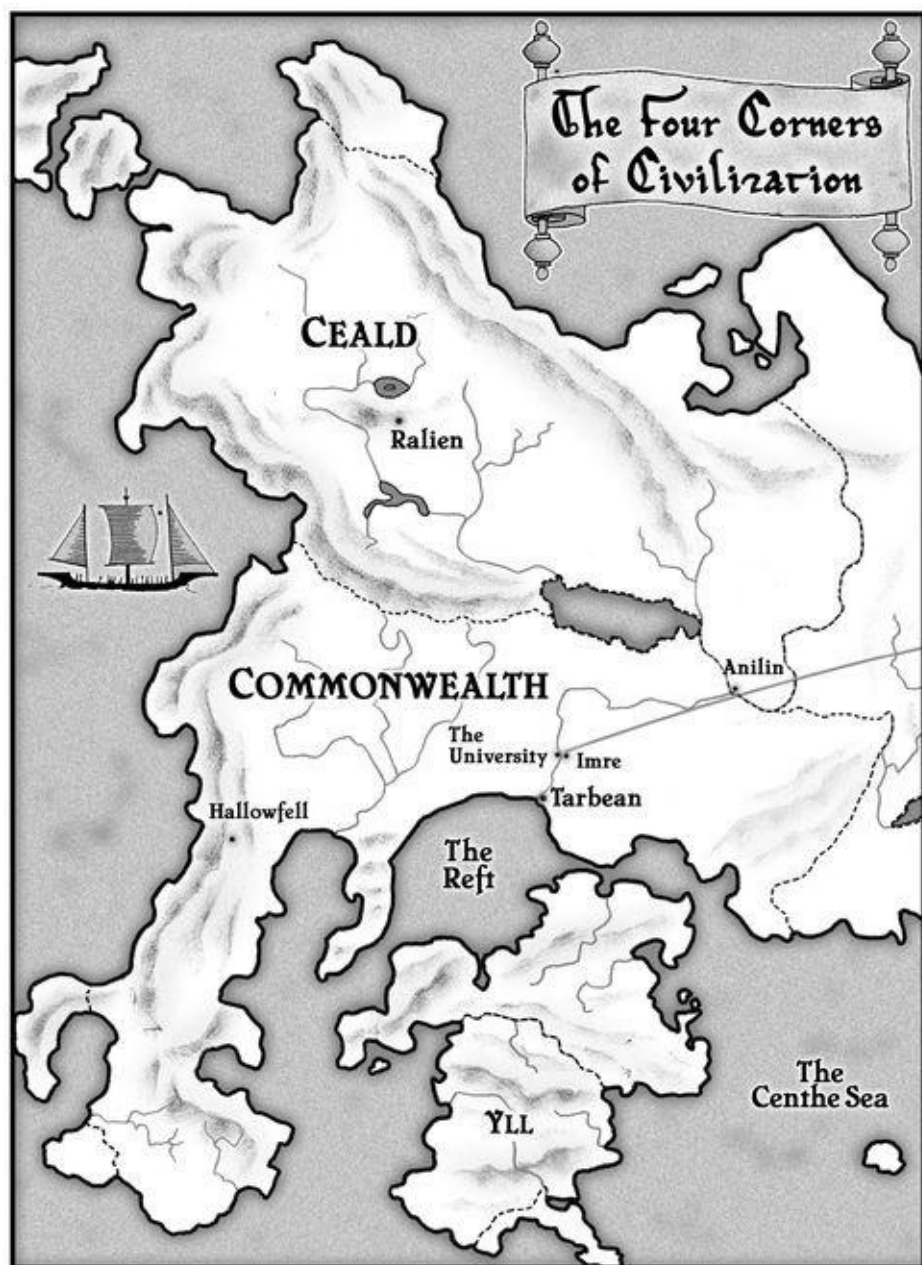 The Four Corners
of Civilization
CEALD
Ralien
Anilin
COMMONWEALTH
The
University
Imre
Tarbean
Hallowfell
The
Reft
The
Centhe Sea
YLL